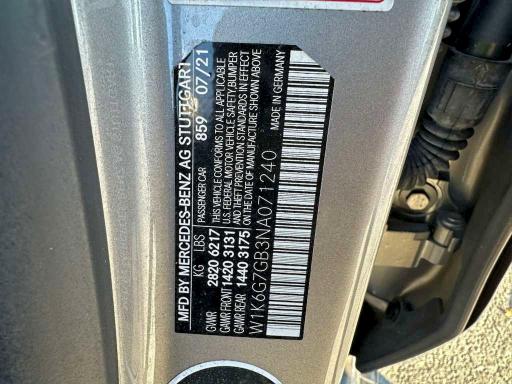 MFD BY MERCEDES-BENZ AG STUTTGART
PASSENGER CAR 859 07/21
KG LBS
GVWR 2820 6217
GAWR FRONT 1420 3131
GAWR REAR 1440 3175
THIS VEHICLE CONFORMS TO ALL APPLICABLE
U.S. FEDERAL MOTOR VEHICLE SAFETY, BUMPER
AND THEFT PREVENTION STANDARDS IN EFFECT
ON THE DATE OF MANUFACTURE SHOWN ABOVE
MADE IN GERMANY
W1K6G7GB3NA071240